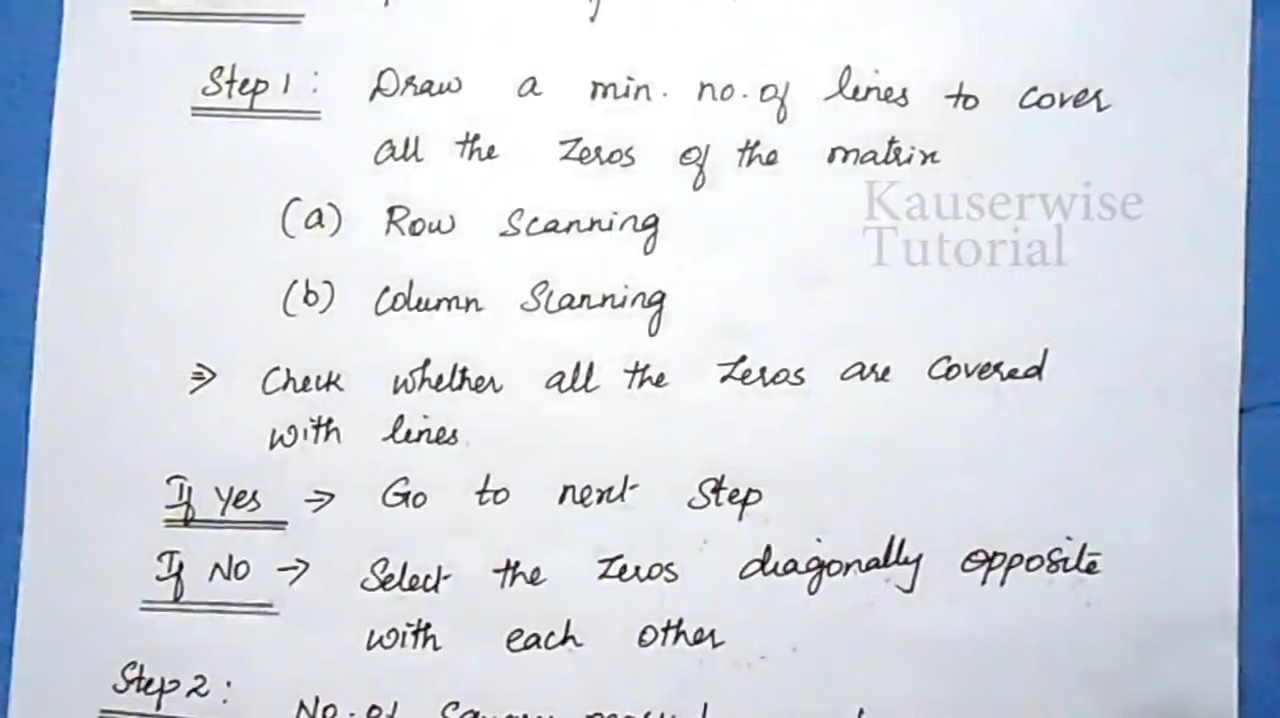 Step 1: Draw a min. no. of lines to cover
all the zeros of the matrix
Kauserwise
Tutorial
(a) Row Scanning
(b) Column Scanning
⇒ Check whether all the zeros are covered
with lines.
If Yes → Go to next Step
If No → Select the zeros diagonally opposite
with each other
Step 2:
No. of